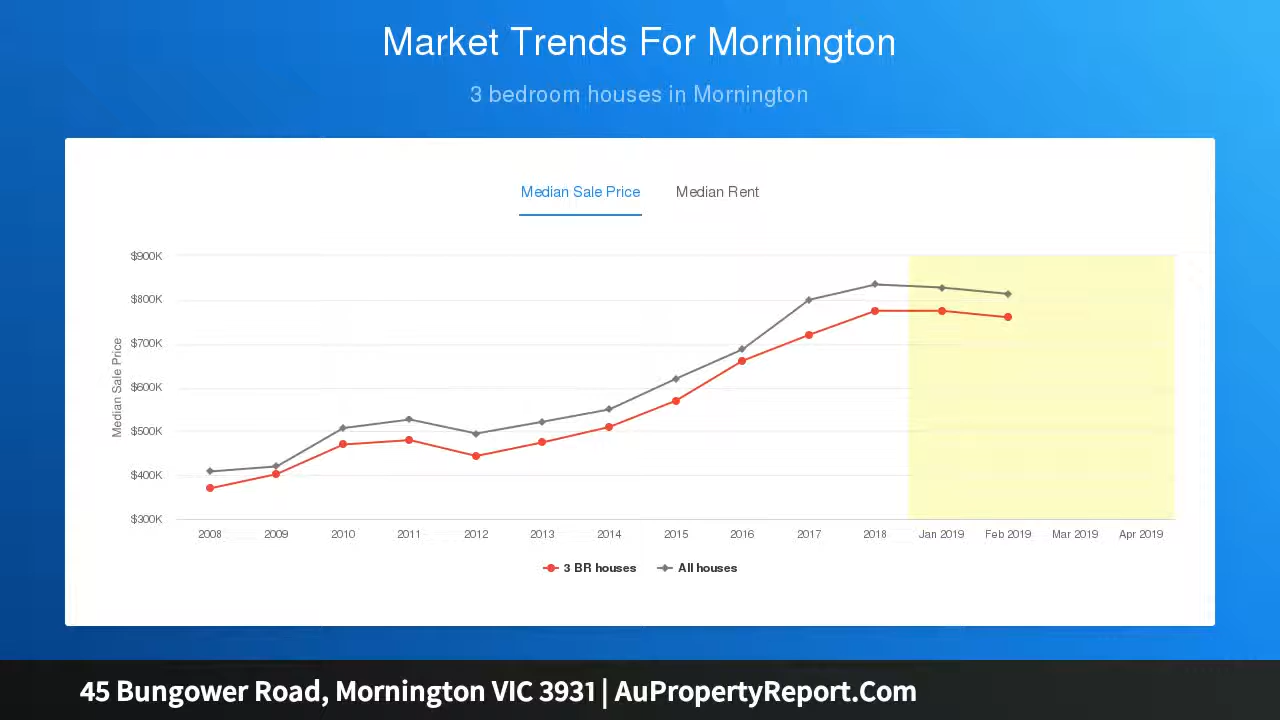 Market Trends For Mornington
3 bedroom houses in Mornington
Median Sale Price Median Rent
Median Sale Price
$900K
$800K
$700K
$600K
$500K
$400K
$300K
2008 2009 2010 2011 2012 2013 2014 2015 2016 2017 2018 Jan 2019 Feb 2019 Mar 2019 Apr 2019
3 BR houses All houses
45 Bungower Road, Mornington VIC 3931 | AuPropertyReport.Com